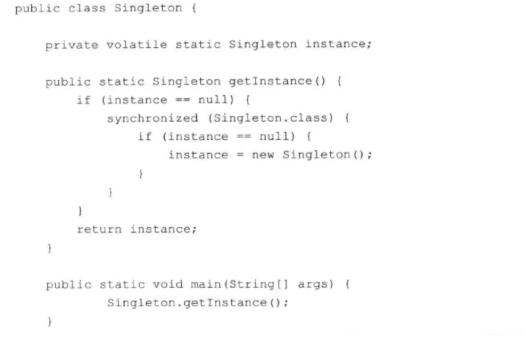 public class Singleton {
    private volatile static Singleton instance;
    public static Singleton getInstance() {
        if (instance == null) {
            synchronized (Singleton.class) {
                if (instance == null) {
                    instance = new Singleton();
                }
            }
        }
        return instance;
    }
    public static void main(String[] args) {
            Singleton.getInstance();
    }